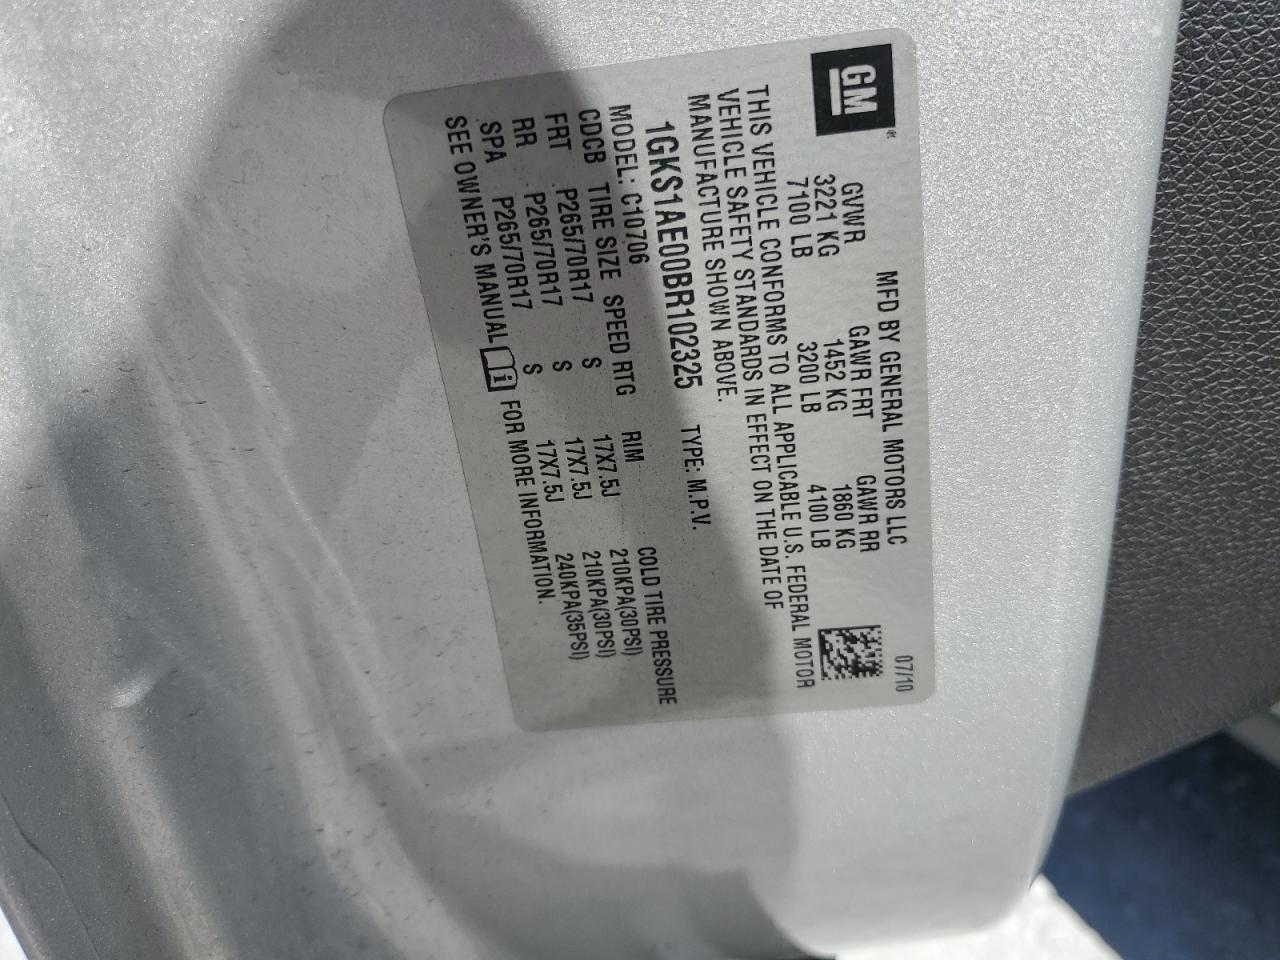 GM®
MFD BY GENERAL MOTORS LLC 07/10
GVWR GAWR FRT GAWR RR
3221 KG 1452 KG 1860 KG
7100 LB 3200 LB 4100 LB
THIS VEHICLE CONFORMS TO ALL APPLICABLE U.S. FEDERAL MOTOR
VEHICLE SAFETY STANDARDS IN EFFECT ON THE DATE OF
MANUFACTURE SHOWN ABOVE.
1GKS1AE00BR102325 TYPE: M.P.V.
MODEL: C10706
CDCB TIRE SIZE SPEED RTG RIM COLD TIRE PRESSURE
FRT P265/70R17 S 17X7.5J 210KPA(30PSI)
RR P265/70R17 S 17X7.5J 210KPA(30PSI)
SPA P265/70R17 S 17X7.5J 240KPA(35PSI)
SEE OWNER'S MANUAL i FOR MORE INFORMATION.